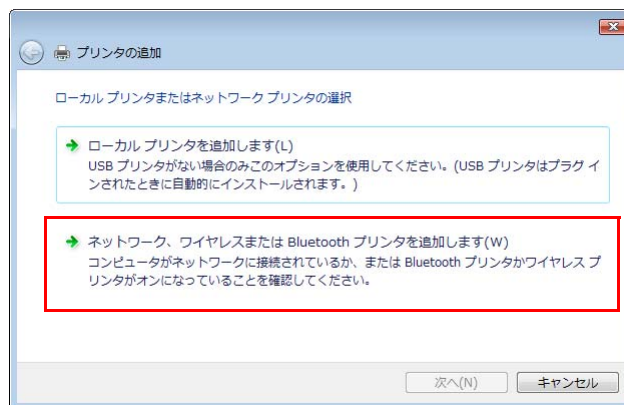 プリンタの追加
ローカル プリンタまたはネットワーク プリンタの選択
ローカル プリンタを追加します(L)
USB プリンタがない場合のみこのオプションを使用してください。(USB プリンタはプラグ イ
ンされたときに自動的にインストールされます。)
ネットワーク、ワイヤレスまたは Bluetooth プリンタを追加します(W)
コンピュータがネットワークに接続されているか、または Bluetooth プリンタかワイヤレス プ
リンタがオンになっていることを確認してください。
次へ(N)
キャンセル